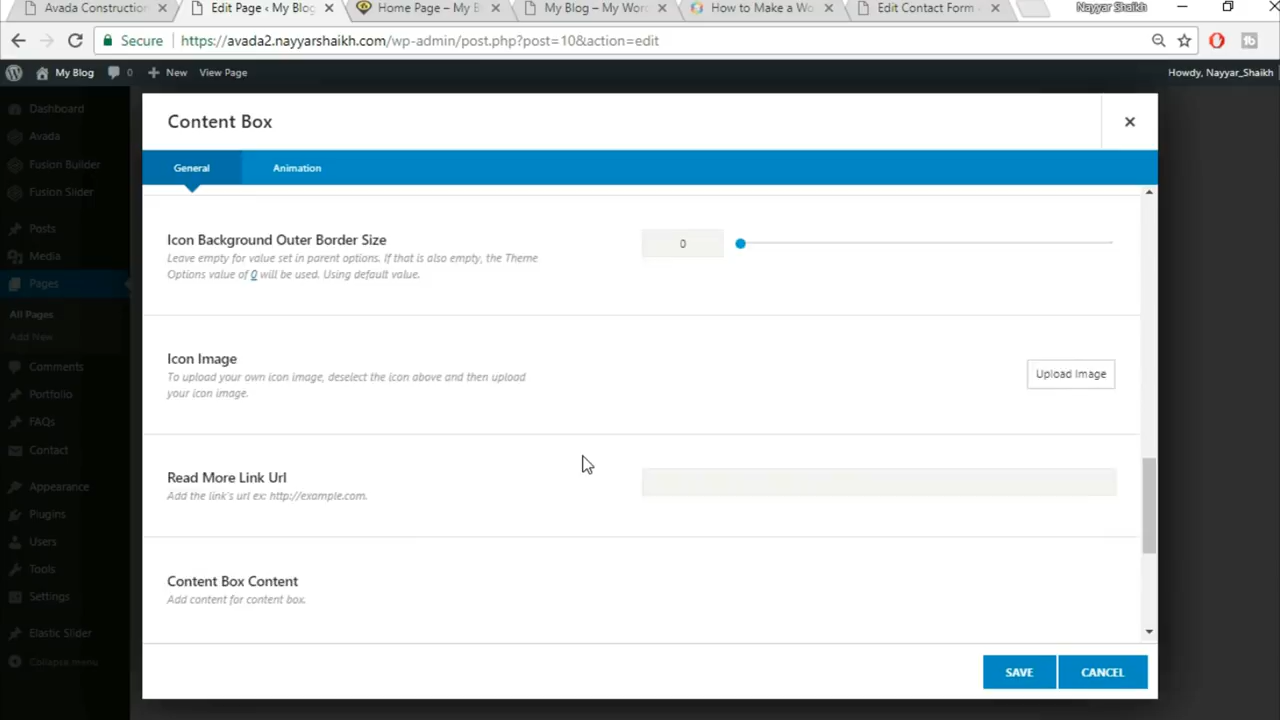 Avada Construction
Edit Page ‹ My Blog
Home Page – My B
My Blog – My Wor
How to Make a Wo
Edit Contact Form
Nayyar Shaikh
Secure
https://avada2.nayyarshaikh.com/wp-admin/post.php?post=10&action=edit
My Blog
0
New
View Page
Howdy, Nayyar_Shaikh
Dashboard
Avada
Fusion Builder
Fusion Slider
Posts
Media
Pages
All Pages
Add New
Comments
Portfolio
FAQs
Contact
Appearance
Plugins
Users
Tools
Settings
Elastic Slider
Collapse menu
Content Box
General
Animation
Icon Background Outer Border Size
Leave empty for value set in parent options. If that is also empty, the Theme
Options value of 0 will be used. Using default value.
0
Icon Image
To upload your own icon image, deselect the icon above and then upload
your icon image.
Upload Image
Read More Link Url
Add the link's url ex: http://example.com.
Content Box Content
Add content for content box.
SAVE
CANCEL